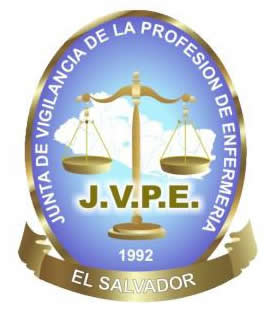 JUNTA DE VIGILANCIA DE LA PROFESION DE ENFERMERIA
J.V.P.E.
1992
EL SALVADOR